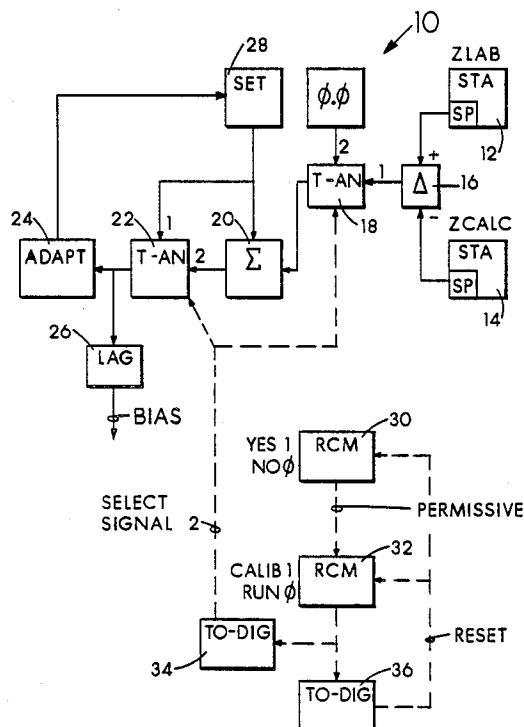 10
28
SET
φ.φ
ZLAB
STA
SP
12
2
1
+
Δ
16
T-AN
18
-
ZCALC
STA
SP
14
24
ADAPT
22
1
T-AN
2
20
Σ
26
LAG
BIAS
30
YES 1
NO φ
RCM
PERMISSIVE
SELECT
SIGNAL 2
32
CALIB 1
RUN φ
RCM
RESET
TO-DIG
34
TO-DIG
36